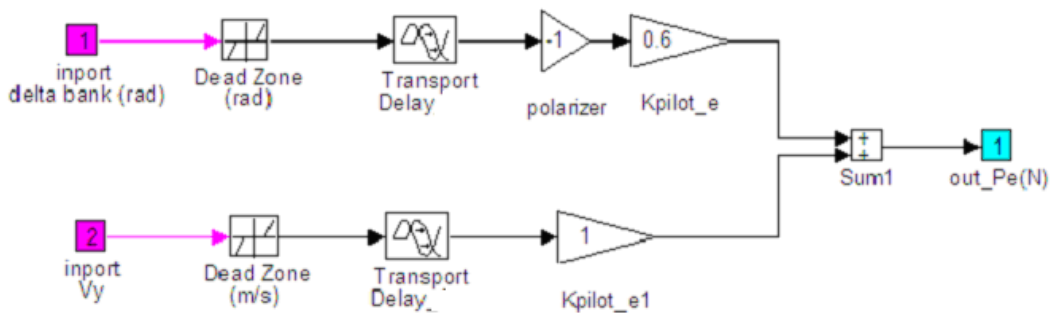 1
inport
delta bank (rad)
Dead Zone
(rad)
Transport
Delay
-1
polarizer
0.6
Kpilot_e
+
+
Sum1
1
out_Pe(N)
2
inport
Vy
Dead Zone
(m/s)
Transport
Delay_
1
Kpilot_e1